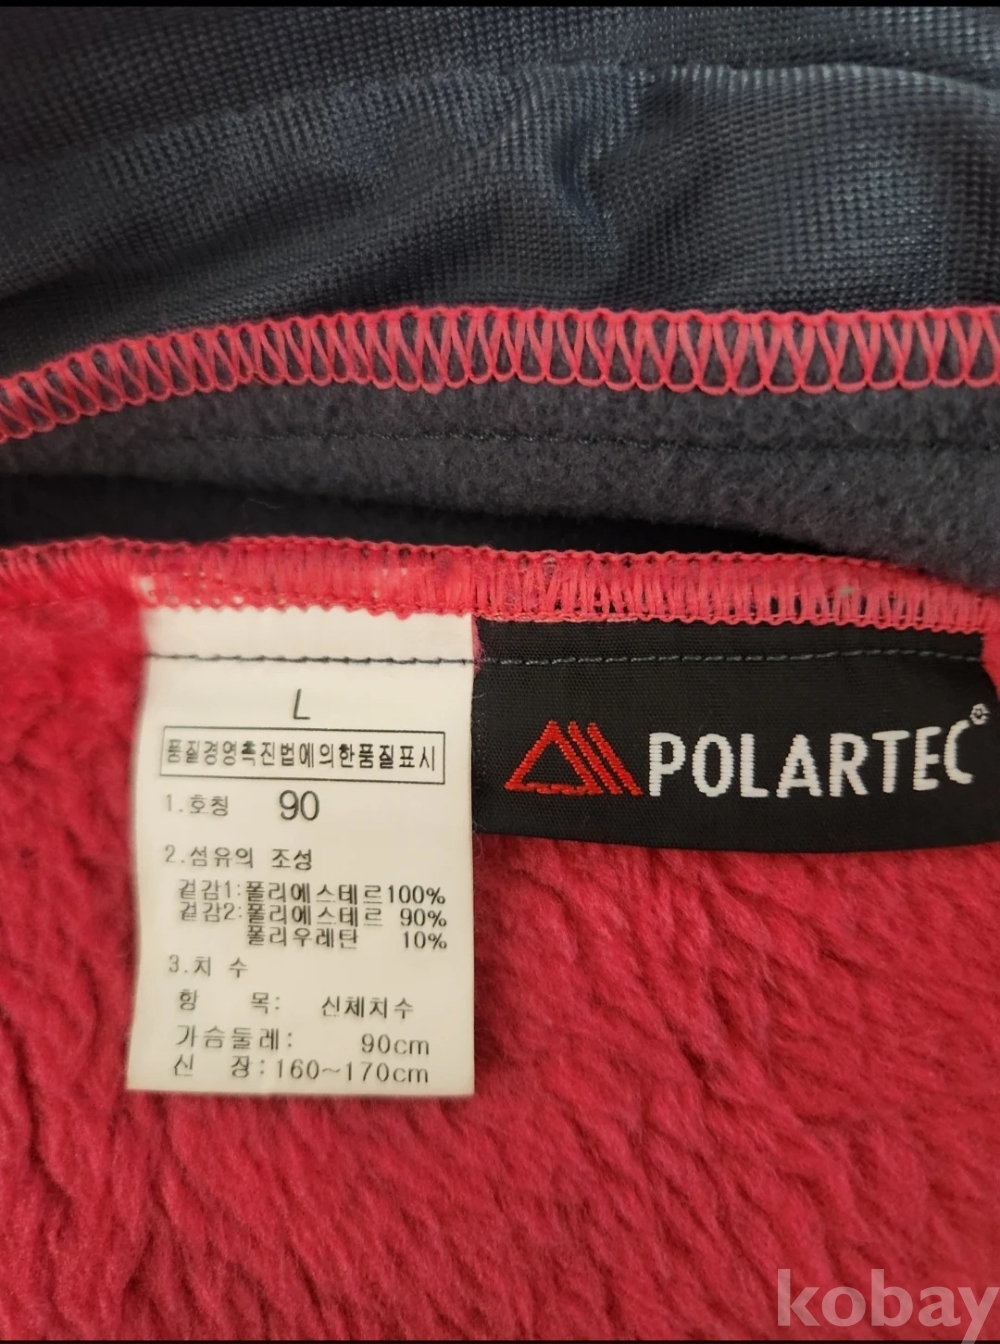 L
품질경영촉진법에의한품질표시
1.호칭 90
2.섬유의 조성
겉감1:폴리에스테르100%
겉감2:폴리에스테르 90%
폴리우레탄 10%
3.치 수
항 목: 신체치수
가슴둘레: 90cm
신 장:160~170cm
POLARTEC®
kobay